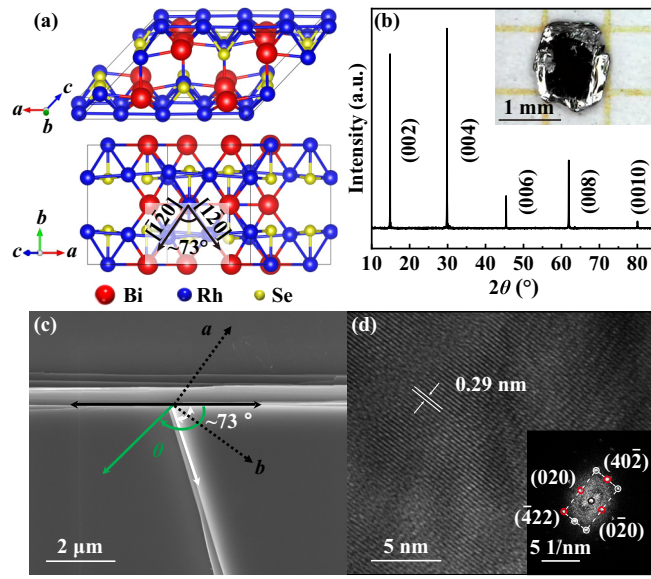 (a)
a
c
b
b
c
a
[1̄20]
[120]
~73°
Bi
Rh
Se
(b)
Intensity (a.u.)
(002)
(004)
(006)
(008)
(0010)
1 mm
10 20 30 40 50 60 70 80
2θ (°)
(c)
a
~73 °
θ
b
2 μm
(d)
0.29 nm
5 nm
(402̄)
(020)
(4̄22)
(02̄0)
5 1/nm